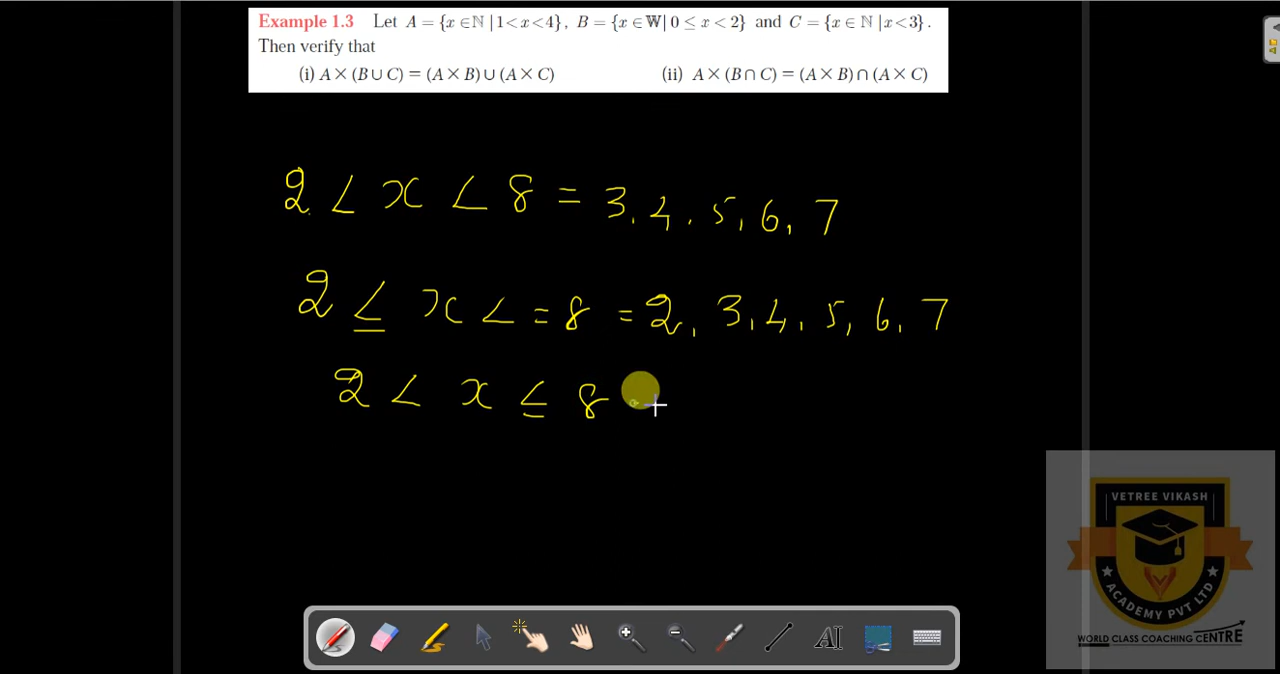 Example 1.3 Let A = {x ∈ ℕ | 1 < x < 4}, B = {x ∈ 𝕎 | 0 ≤ x < 2} and C = {x ∈ ℕ | x < 3}.
Then verify that
(i) A × (B ∪ C) = (A × B) ∪ (A × C) (ii) A × (B ∩ C) = (A × B) ∩ (A × C)
2 < x < 8 = 3, 4, 5, 6, 7
2 ≤ x < = 8 = 2, 3, 4, 5, 6, 7
2 < x ≤ 8
AI
VETREE VIKASH
ACADEMY PVT LTD
WORLD CLASS COACHING CENTRE